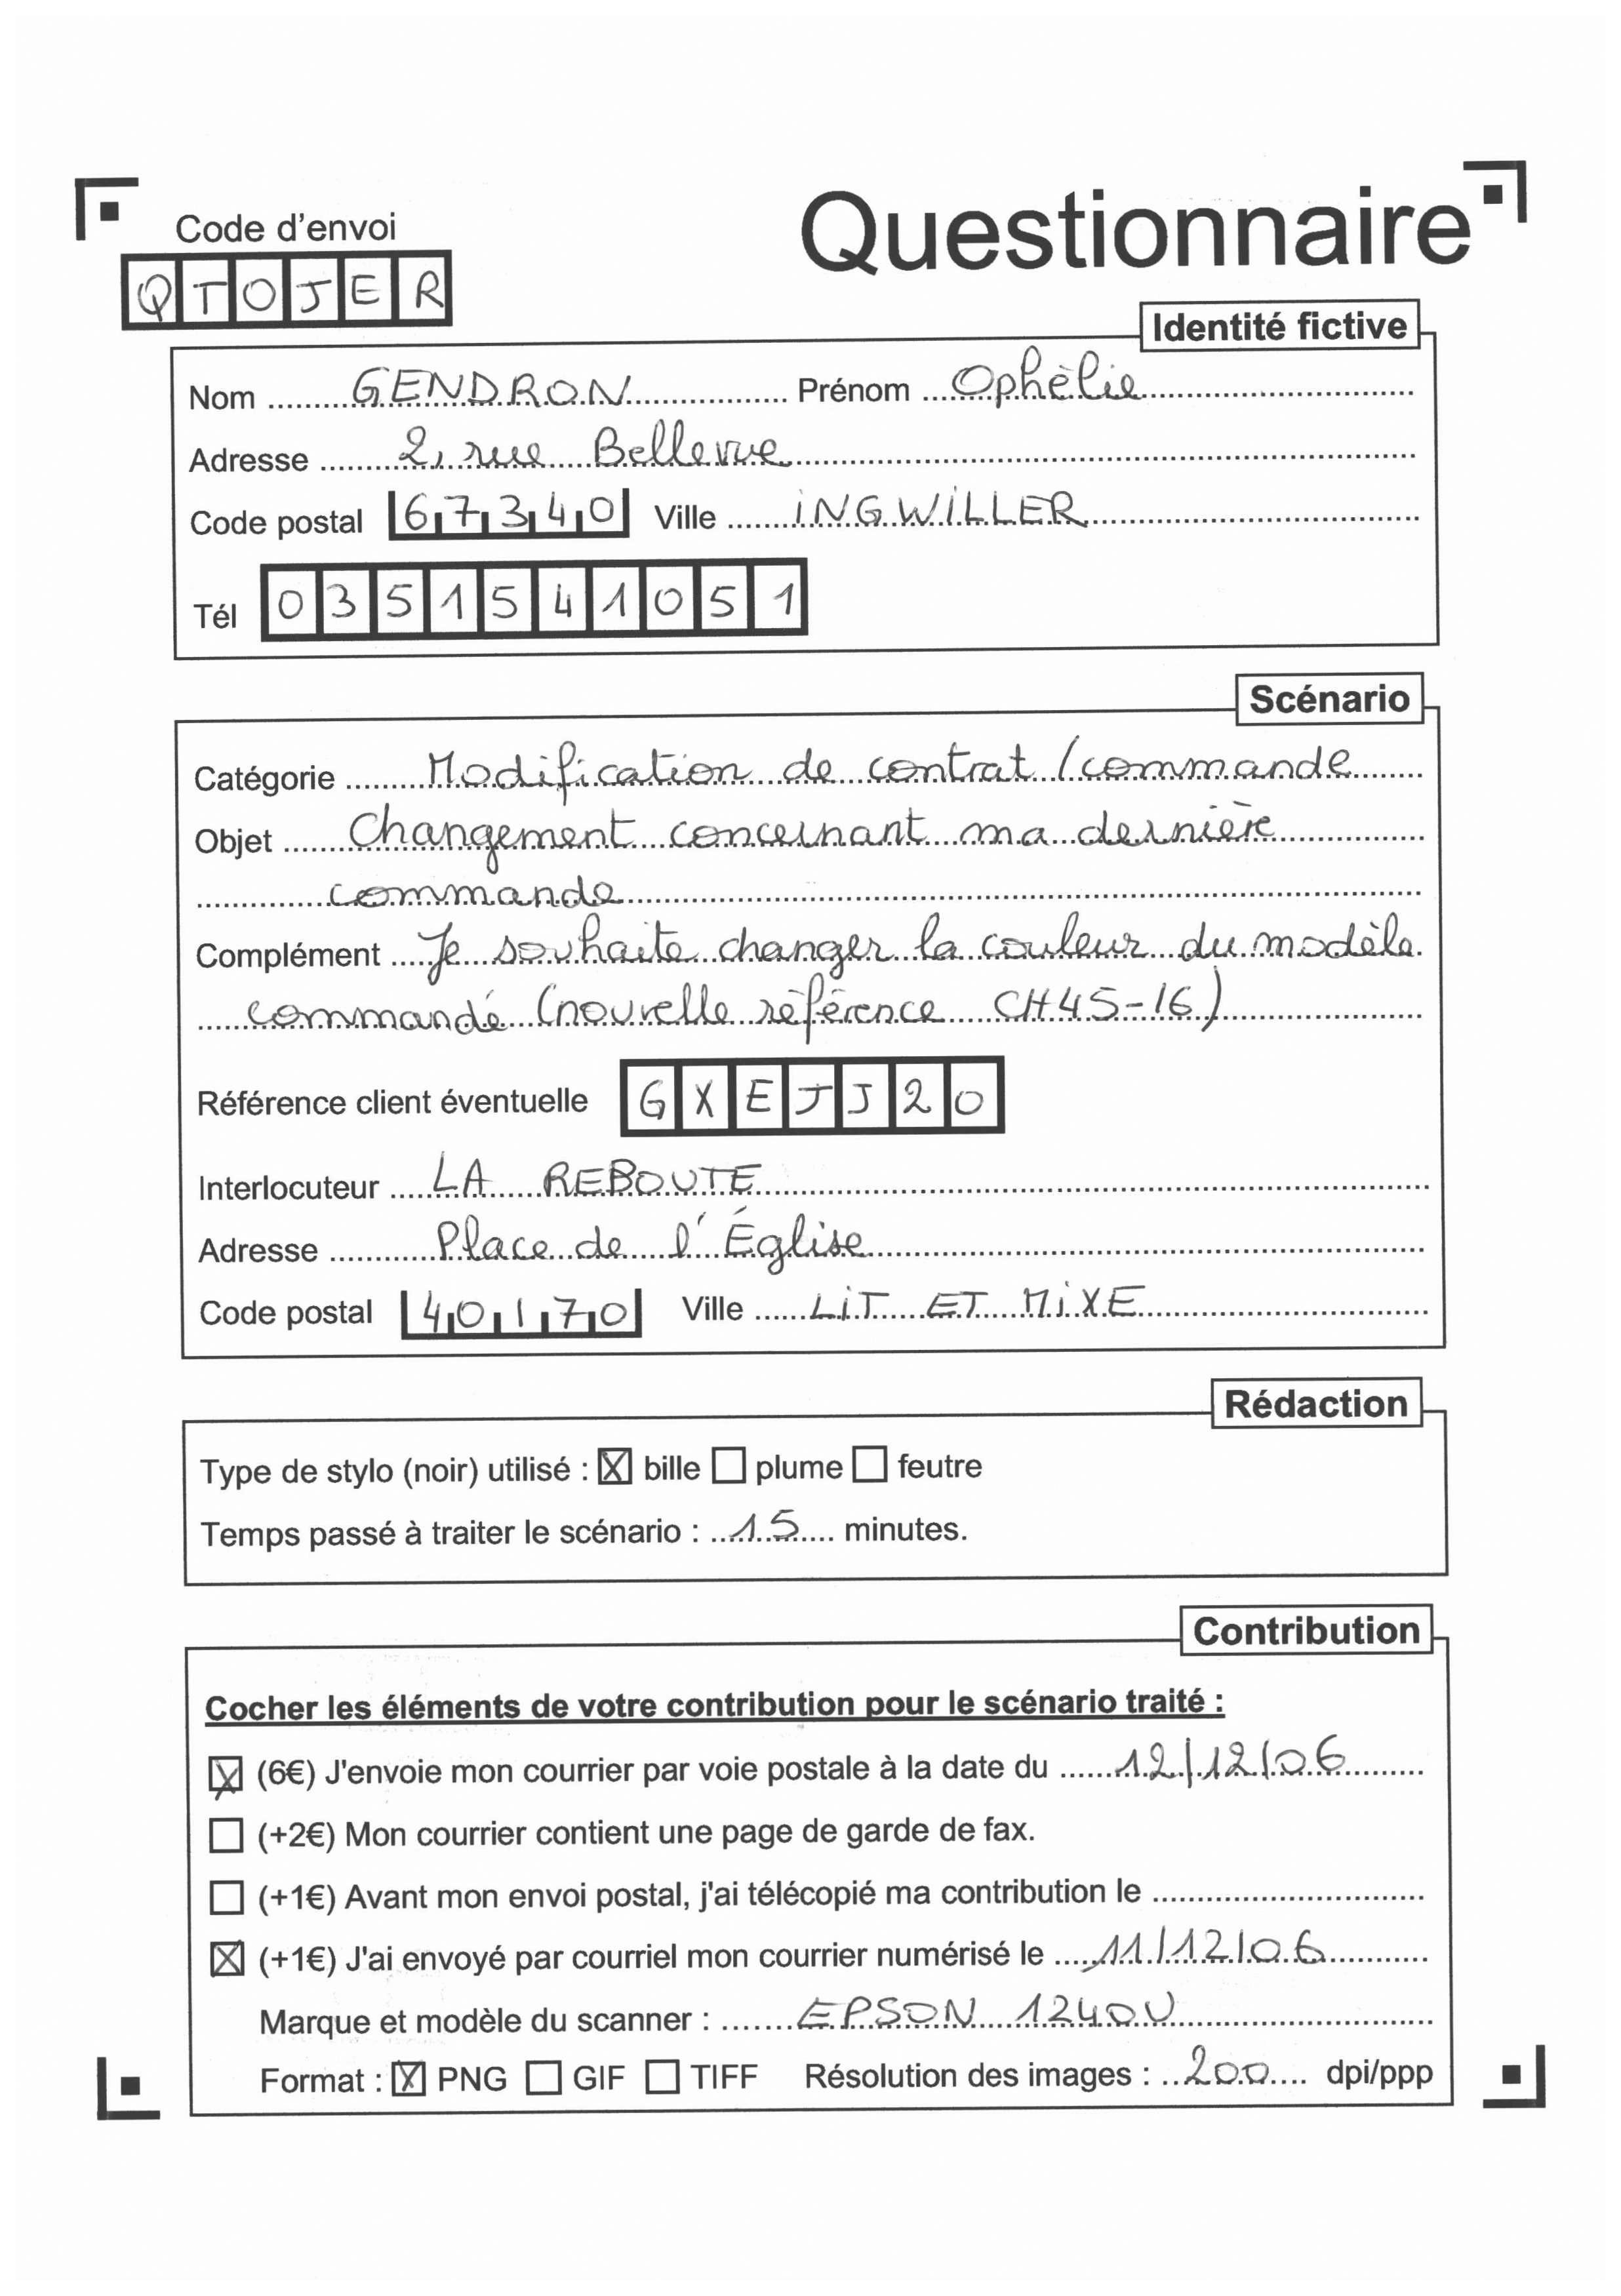 Questionnaire
Code d'envoi
QTOJER
Identité fictive
Nom GENDRON Prénom Ophélie
Adresse 2, rue Bellevue
Code postal 67340 Ville INGWILLER
Tél 0351541051
Scénario
Catégorie Modification de contrat / commande
Objet Changement concernant ma dernière
commande
Complément Je souhaite changer la couleur du modèle
commandé (nouvelle référence CH45-16)
Référence client éventuelle GXEJJ20
Interlocuteur LA REBOUTE
Adresse Place de l'Église
Code postal 40170 Ville LIT ET MIXE
Rédaction
Type de stylo (noir) utilisé : ☒ bille ☐ plume ☐ feutre
Temps passé à traiter le scénario : 15 minutes.
Contribution
Cocher les éléments de votre contribution pour le scénario traité :
☒ (6€) J'envoie mon courrier par voie postale à la date du 12/12/06
☐ (+2€) Mon courrier contient une page de garde de fax.
☐ (+1€) Avant mon envoi postal, j'ai télécopié ma contribution le
☒ (+1€) J'ai envoyé par courriel mon courrier numérisé le 11/12/06
Marque et modèle du scanner : EPSON 1240U
Format : ☒ PNG ☐ GIF ☐ TIFF Résolution des images : 200 dpi/ppp